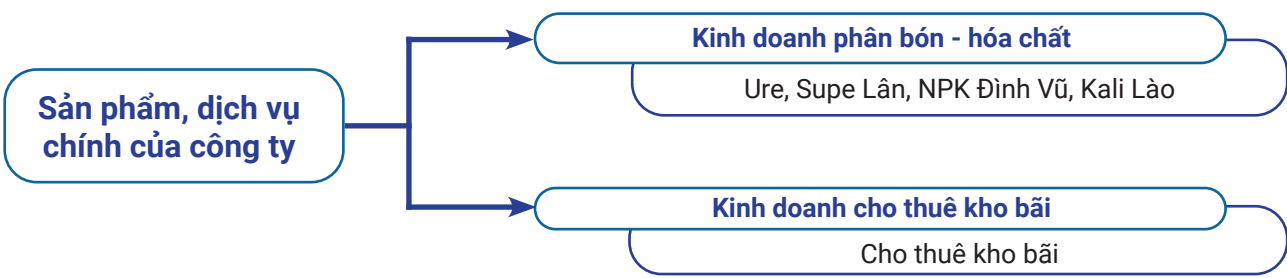 Sản phẩm, dịch vụ
chính của công ty
Kinh doanh phân bón - hóa chất
Ure, Supe Lân, NPK Đình Vũ, Kali Lào
Kinh doanh cho thuê kho bãi
Cho thuê kho bãi